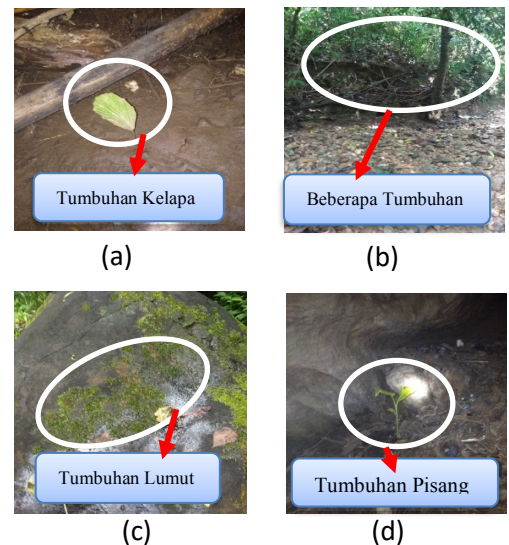 Tumbuhan Kelapa
Beberapa Tumbuhan
(a)
(b)
Tumbuhan Lumut
Tumbuhan Pisang
(c)
(d)